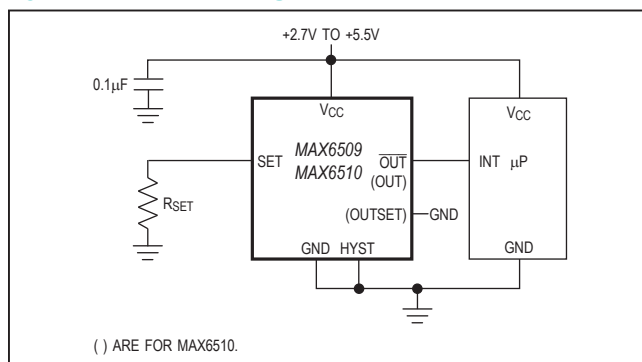 +2.7V TO +5.5V
0.1µF
VCC
VCC
MAX6509
MAX6510
SET
OUT
(OUT)
INT µP
RSET
(OUTSET)
GND
GND HYST
GND
( ) ARE FOR MAX6510.